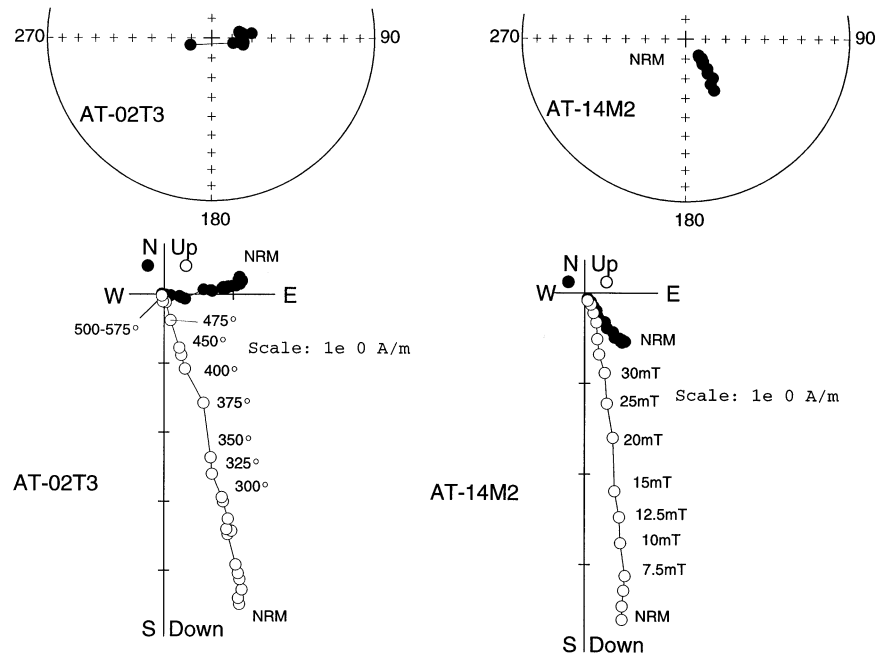 270 90
AT-02T3
180
270 90
NRM
AT-14M2
180
N Up
NRM
W E
500-575°
475°
450°
Scale: 1e 0 A/m
400°
375°
350°
325°
300°
AT-02T3
NRM
S Down
N Up
W E
NRM
30mT
Scale: 1e 0 A/m
25mT
20mT
15mT
AT-14M2
12.5mT
10mT
7.5mT
NRM
S Down